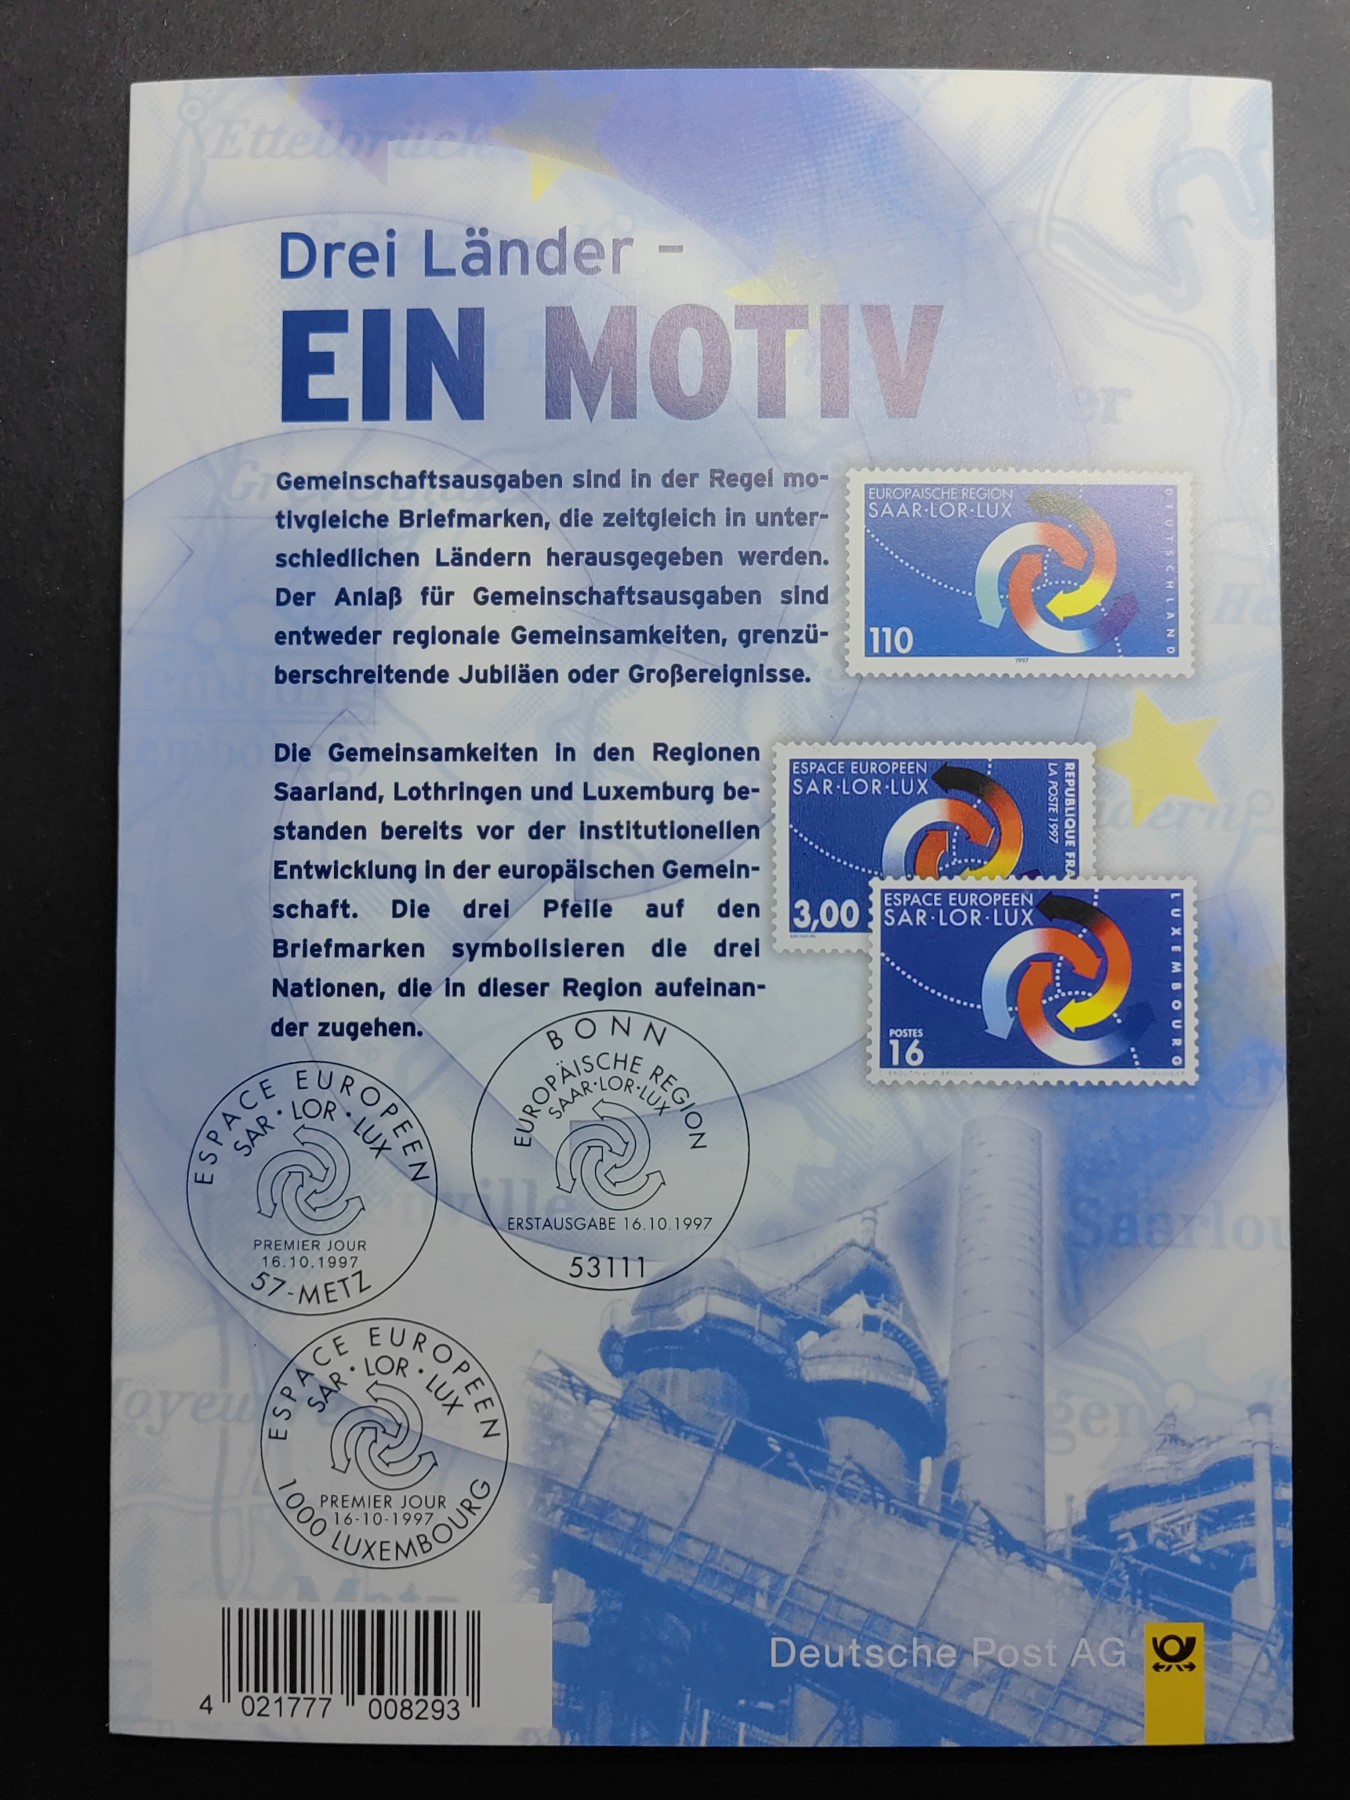 Ettelbrück
Drei Länder –
EIN MOTIV
Gemeinschaftsausgaben sind in der Regel mo-
tivgleiche Briefmarken, die zeitgleich in unter-
schiedlichen Ländern herausgegeben werden.
Der Anlaß für Gemeinschaftsausgaben sind
entweder regionale Gemeinsamkeiten, grenzü-
berschreitende Jubiläen oder Großereignisse.
EUROPÄISCHE REGION
SAAR·LOR·LUX
DEUTSCHLAND
110
1997
Die Gemeinsamkeiten in den Regionen
Saarland, Lothringen und Luxemburg be-
standen bereits vor der institutionellen
Entwicklung in der europäischen Gemein-
schaft. Die drei Pfeile auf den
Briefmarken symbolisieren die drei
Nationen, die in dieser Region aufeinan-
der zugehen.
ESPACE EUROPEEN
SAR·LOR·LUX
REPUBLIQUE FRA
LA POSTE 1997
3,00
ESPACE EUROPEEN
SAR·LOR·LUX
LUXEMBOURG
POSTES
16
ESPACE EUROPEEN
SAR·LOR·LUX
PREMIER JOUR
16.10.1997
57-METZ
BONN
EUROPÄISCHE REGION
SAAR·LOR·LUX
ERSTAUSGABE 16.10.1997
53111
ESPACE EUROPEEN
SAR·LOR·LUX
PREMIER JOUR
16-10-1997
1000 LUXEMBOURG
Saarlou
gen
Metz
4 021777 008293
Deutsche Post AG